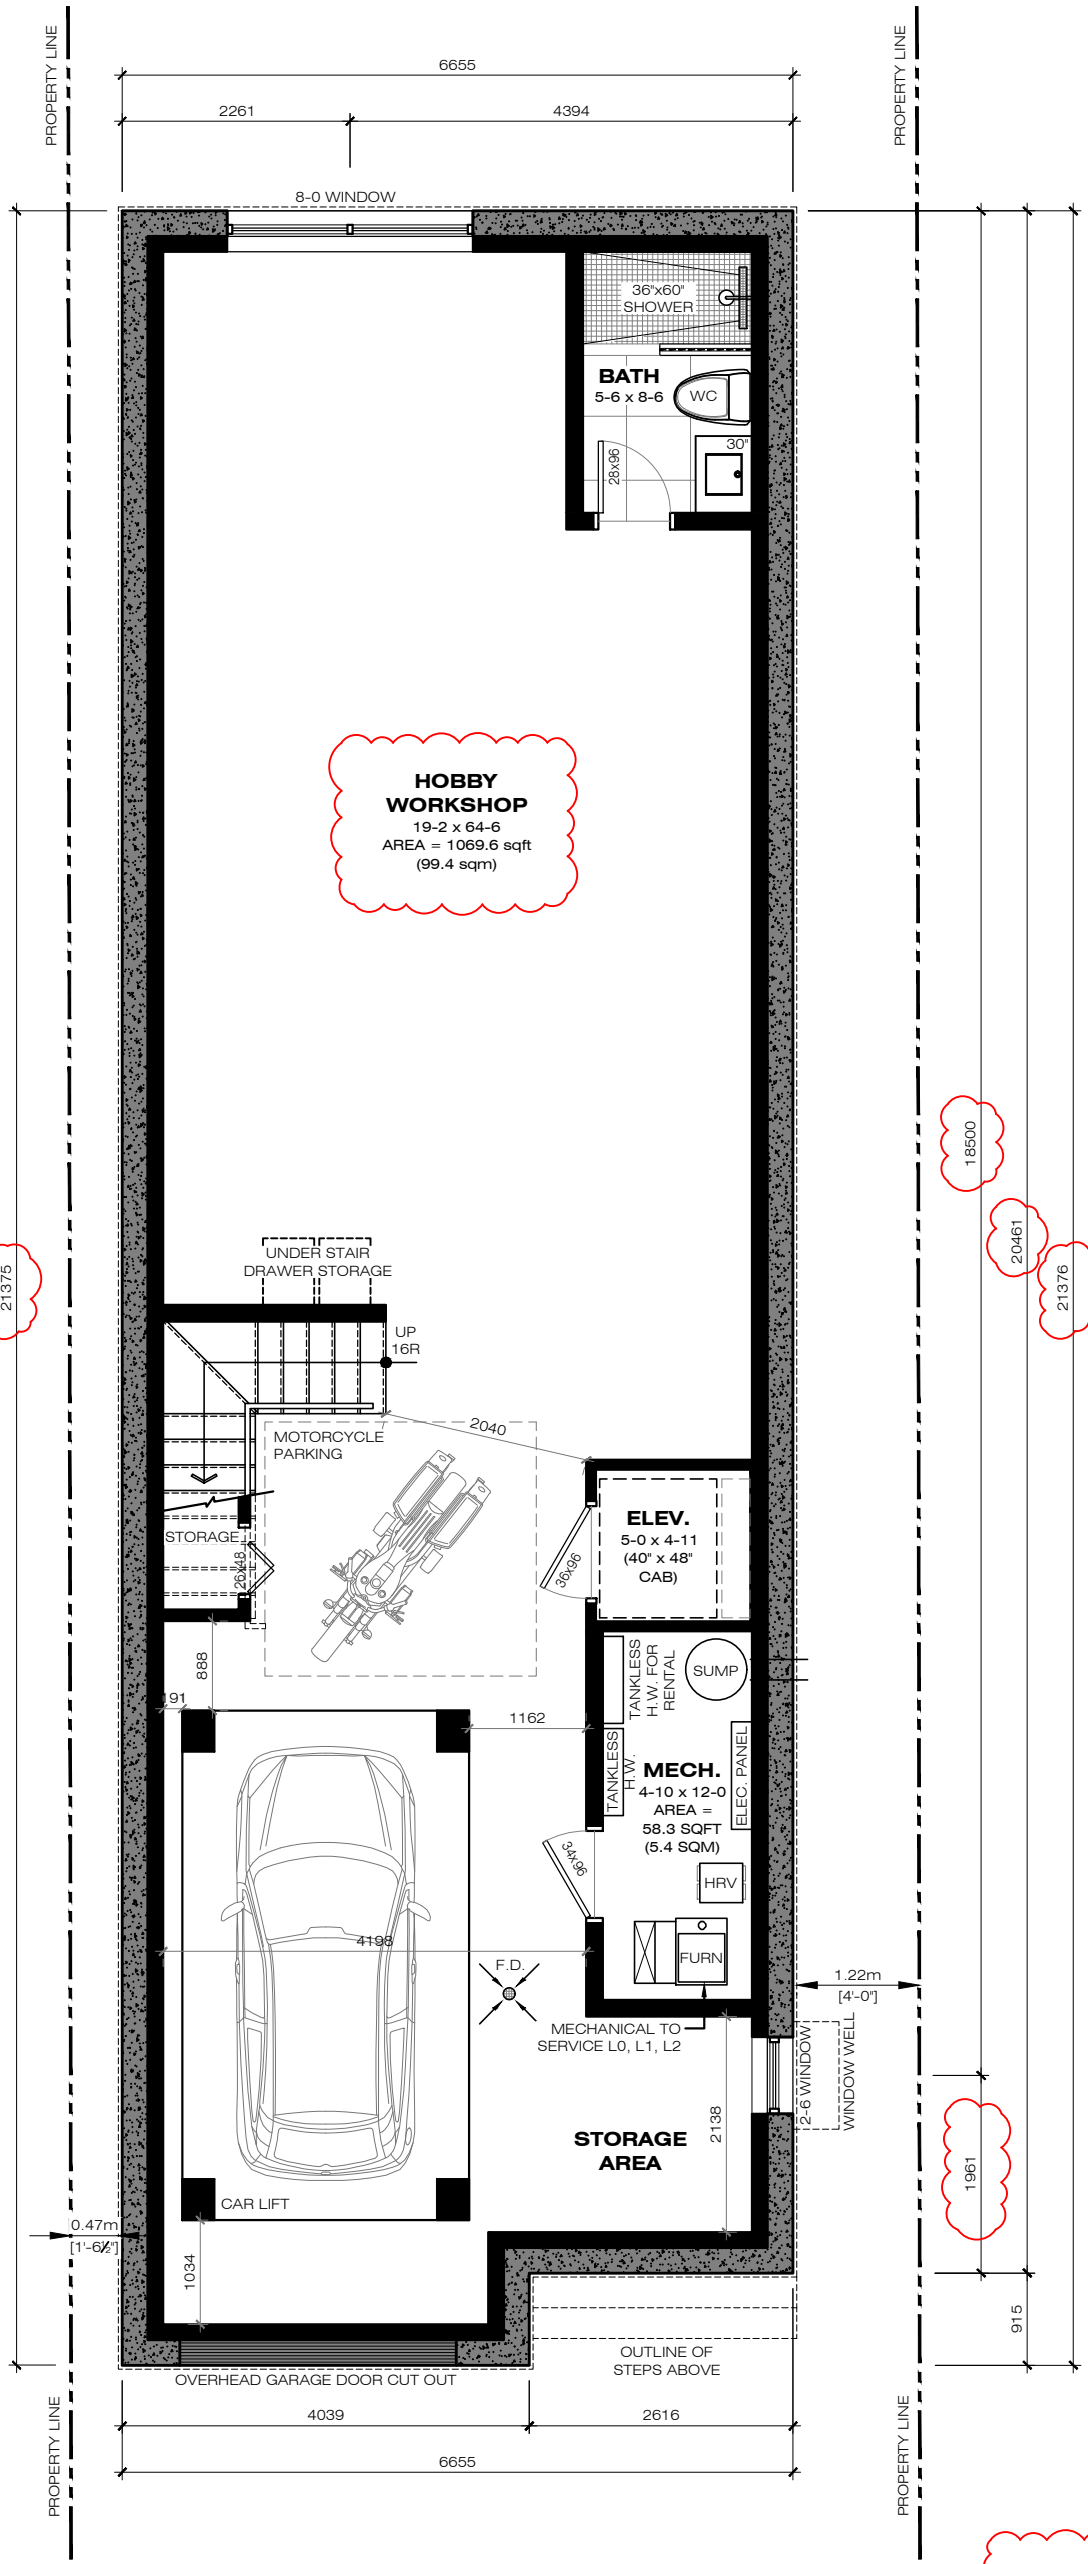 PROPERTY LINE
PROPERTY LINE
6655
2261
4394
8-0 WINDOW
36"x60"
SHOWER
BATH
5-6 x 8-6
WC
30"
28x96
HOBBY
WORKSHOP
19-2 x 64-6
AREA = 1069.6 sqft
(99.4 sqm)
18500
20461
21376
21375
UNDER STAIR
DRAWER STORAGE
UP
16R
MOTORCYCLE
PARKING
2040
STORAGE
26x48
ELEV.
5-0 x 4-11
(40" x 48"
CAB)
36x96
888
191
1162
TANKLESS
H.W. FOR
RENTAL
SUMP
TANKLESS
H.W.
MECH.
4-10 x 12-0
AREA =
58.3 SQFT
(5.4 SQM)
ELEC. PANEL
34x96
HRV
FURN
4198
F.D.
MECHANICAL TO
SERVICE L0, L1, L2
1.22m
[4'-0"]
2-6 WINDOW
WINDOW WELL
2138
STORAGE
AREA
1961
CAR LIFT
0.47m
[1'-6½"]
1034
915
OUTLINE OF
STEPS ABOVE
OVERHEAD GARAGE DOOR CUT OUT
4039
2616
6655
PROPERTY LINE
PROPERTY LINE